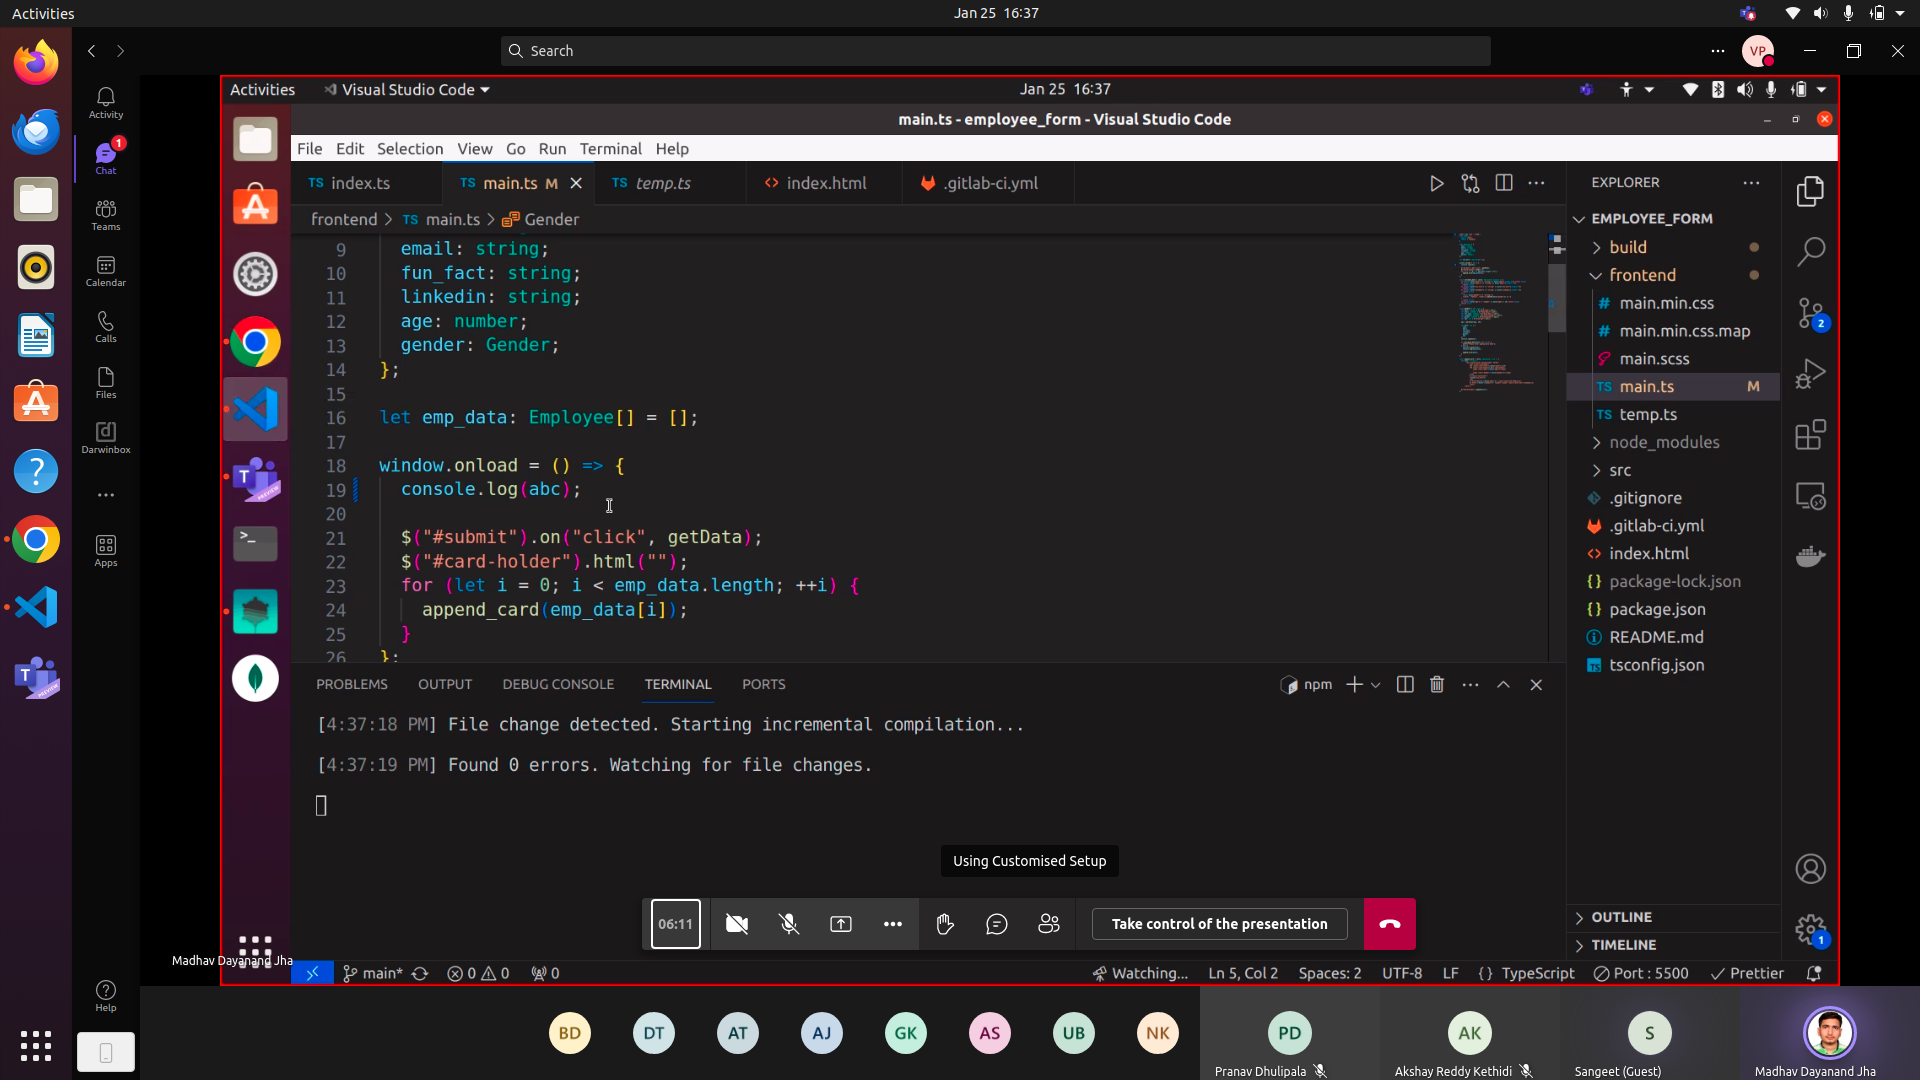 Activities
Jan 25 16:37
Search
VP
Activity
Chat
1
Teams
Calendar
Calls
Files
Darwinbox
Apps
Help
Activities
Visual Studio Code
Jan 25 16:37
main.ts - employee_form - Visual Studio Code
File Edit Selection View Go Run Terminal Help
TS index.ts
TS main.ts M
TS temp.ts
index.html
.gitlab-ci.yml
frontend > TS main.ts > Gender
9 email: string;
10 fun_fact: string;
11 linkedin: string;
12 age: number;
13 gender: Gender;
14 };
15
16 let emp_data: Employee[] = [];
17
18 window.onload = () => {
19 console.log(abc);
20
21 $("#submit").on("click", getData);
22 $("#card-holder").html("");
23 for (let i = 0; i < emp_data.length; ++i) {
24 append_card(emp_data[i]);
25 }
26 };
EXPLORER
EMPLOYEE_FORM
build
frontend
# main.min.css
# main.min.css.map
main.scss
TS main.ts M
TS temp.ts
node_modules
src
.gitignore
.gitlab-ci.yml
index.html
{} package-lock.json
{} package.json
README.md
TS tsconfig.json
OUTLINE
TIMELINE
2
1
PROBLEMS OUTPUT DEBUG CONSOLE TERMINAL PORTS
npm
[4:37:18 PM] File change detected. Starting incremental compilation...
[4:37:19 PM] Found 0 errors. Watching for file changes.
Using Customised Setup
06:11
Take control of the presentation
Madhav Dayanand Jha
main*
0 0
0
Watching...
Ln 5, Col 2
Spaces: 2
UTF-8
LF
{} TypeScript
Port : 5500
Prettier
BD
DT
AT
AJ
GK
AS
UB
NK
PD
Pranav Dhulipala
AK
Akshay Reddy Kethidi
S
Sangeet (Guest)
Madhav Dayanand Jha